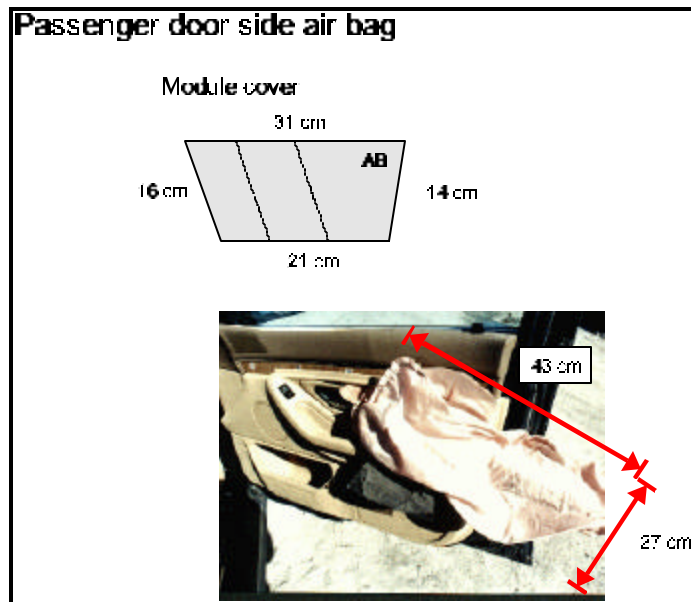 Passenger door side air bag
Module cover
31 cm
AB
16 cm
14 cm
21 cm
43 cm
27 cm